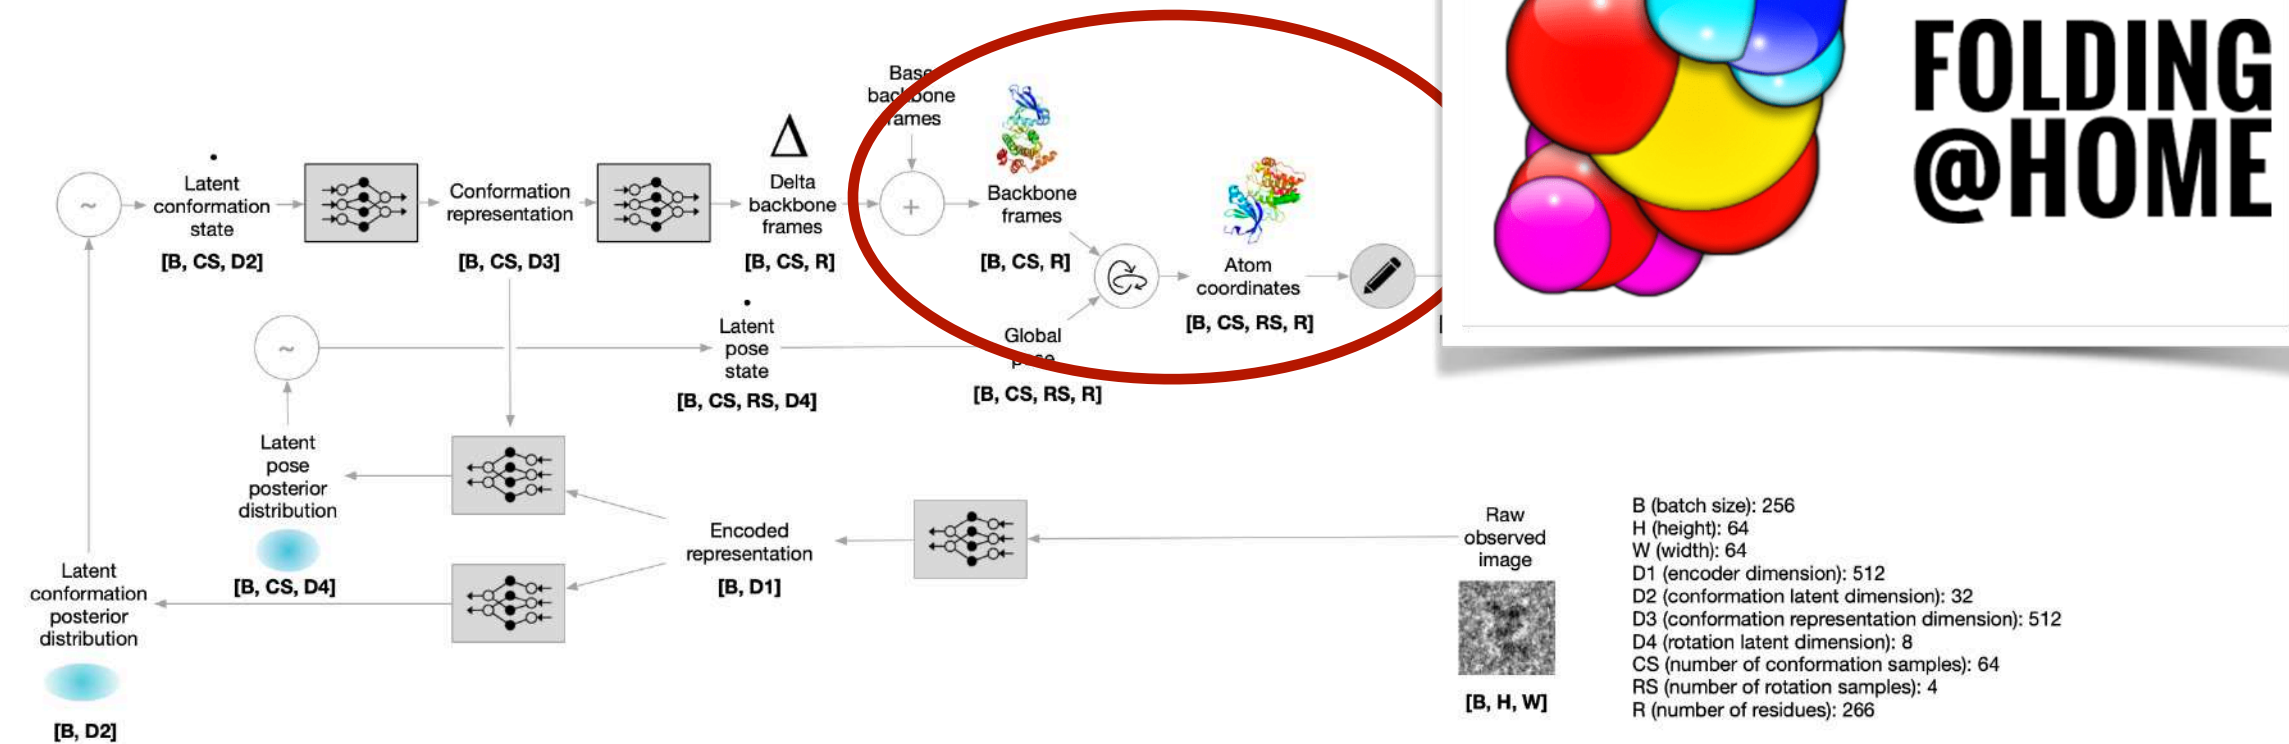 FOLDING
@HOME
Base
backbone
frames
Δ
Latent
conformation
state
[B, CS, D2]
Conformation
representation
[B, CS, D3]
Delta
backbone
frames
[B, CS, R]
+
Backbone
frames
[B, CS, R]
Atom
coordinates
[B, CS, RS, R]
~
~
Latent
pose
state
[B, CS, RS, D4]
Global
pose
[B, CS, RS, R]
Latent
pose
posterior
distribution
[B, CS, D4]
Encoded
representation
[B, D1]
Raw
observed
image
[B, H, W]
Latent
conformation
posterior
distribution
[B, D2]
B (batch size): 256
H (height): 64
W (width): 64
D1 (encoder dimension): 512
D2 (conformation latent dimension): 32
D3 (conformation representation dimension): 512
D4 (rotation latent dimension): 8
CS (number of conformation samples): 64
RS (number of rotation samples): 4
R (number of residues): 266